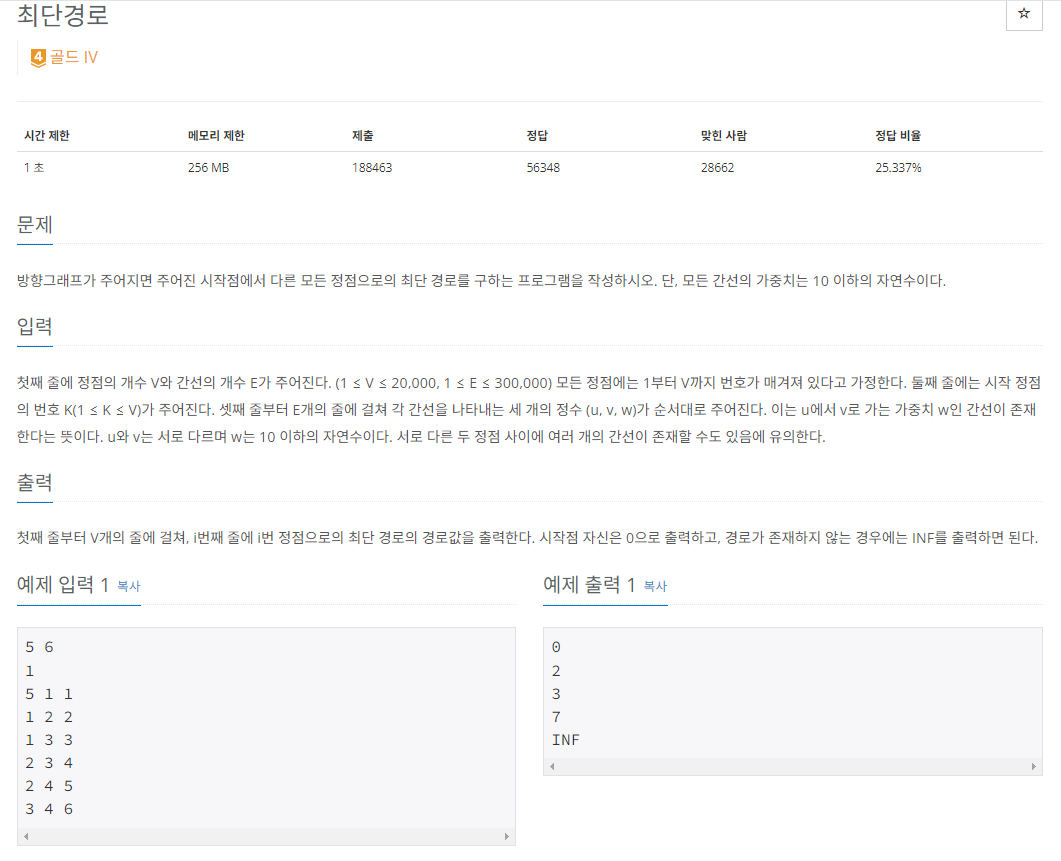 최단경로
☆
4 골드 IV
시간 제한 메모리 제한 제출 정답 맞힌 사람 정답 비율
1 초 256 MB 188463 56348 28662 25.337%
문제
방향그래프가 주어지면 주어진 시작점에서 다른 모든 정점으로의 최단 경로를 구하는 프로그램을 작성하시오. 단, 모든 간선의 가중치는 10 이하의 자연수이다.
입력
첫째 줄에 정점의 개수 V와 간선의 개수 E가 주어진다. (1 ≤ V ≤ 20,000, 1 ≤ E ≤ 300,000) 모든 정점에는 1부터 V까지 번호가 매겨져 있다고 가정한다. 둘째 줄에는 시작 정점
의 번호 K(1 ≤ K ≤ V)가 주어진다. 셋째 줄부터 E개의 줄에 걸쳐 각 간선을 나타내는 세 개의 정수 (u, v, w)가 순서대로 주어진다. 이는 u에서 v로 가는 가중치 w인 간선이 존재
한다는 뜻이다. u와 v는 서로 다르며 w는 10 이하의 자연수이다. 서로 다른 두 정점 사이에 여러 개의 간선이 존재할 수도 있음에 유의한다.
출력
첫째 줄부터 V개의 줄에 걸쳐, i번째 줄에 i번 정점으로의 최단 경로의 경로값을 출력한다. 시작점 자신은 0으로 출력하고, 경로가 존재하지 않는 경우에는 INF를 출력하면 된다.
예제 입력 1 복사
5 6
1
5 1 1
1 2 2
1 3 3
2 3 4
2 4 5
3 4 6
예제 출력 1 복사
0
2
3
7
INF